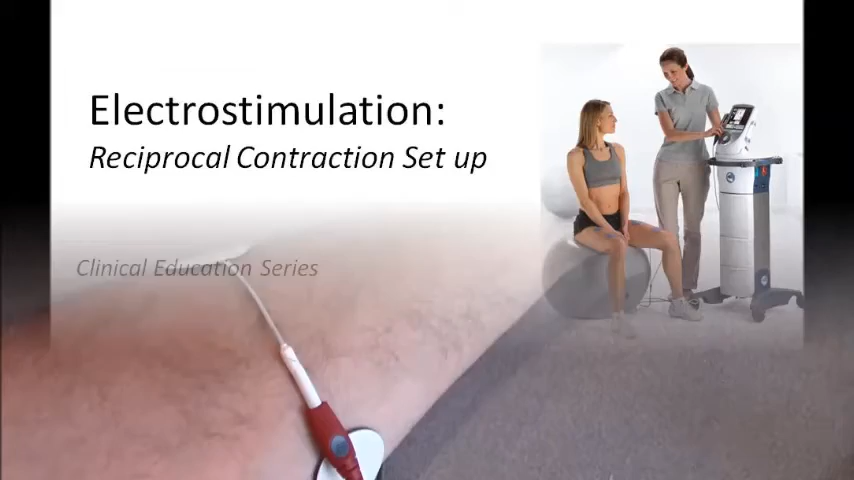 Electrostimulation:
Reciprocal Contraction Set up
Clinical Education Series